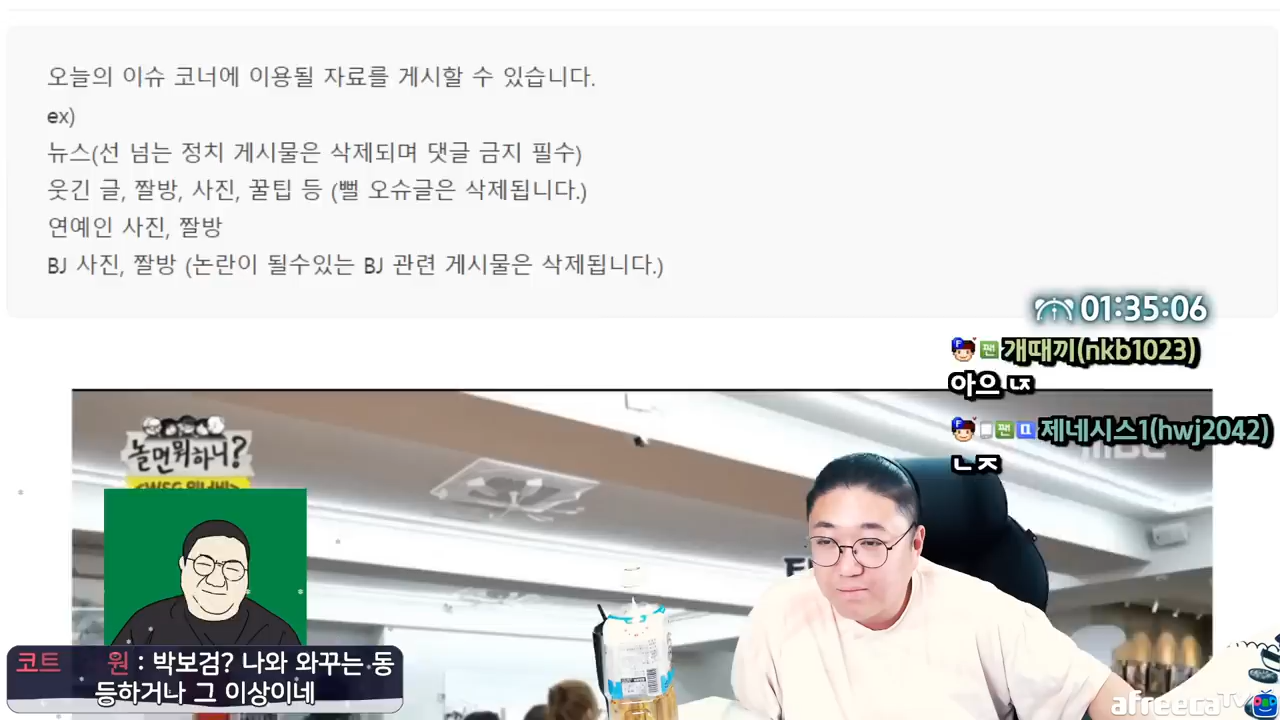 오늘의 이슈 코너에 이용될 자료를 게시할 수 있습니다.
ex)
뉴스(선 넘는 정치 게시물은 삭제되며 댓글 금지 필수)
웃긴 글, 짤방, 사진, 꿀팁 등 (뻘 오슈글은 삭제됩니다.)
연예인 사진, 짤방
BJ 사진, 짤방 (논란이 될수있는 BJ 관련 게시물은 삭제됩니다.)
01:35:06
개때끼(nkb1023)
아으 ㄵ
제네시스1(hwj2042)
ㄴㅈ
놀면뭐하니?
MBC
코트 원 : 박보검? 나와 와꾸는 동
등하거나 그 이상이네
afreecaTV